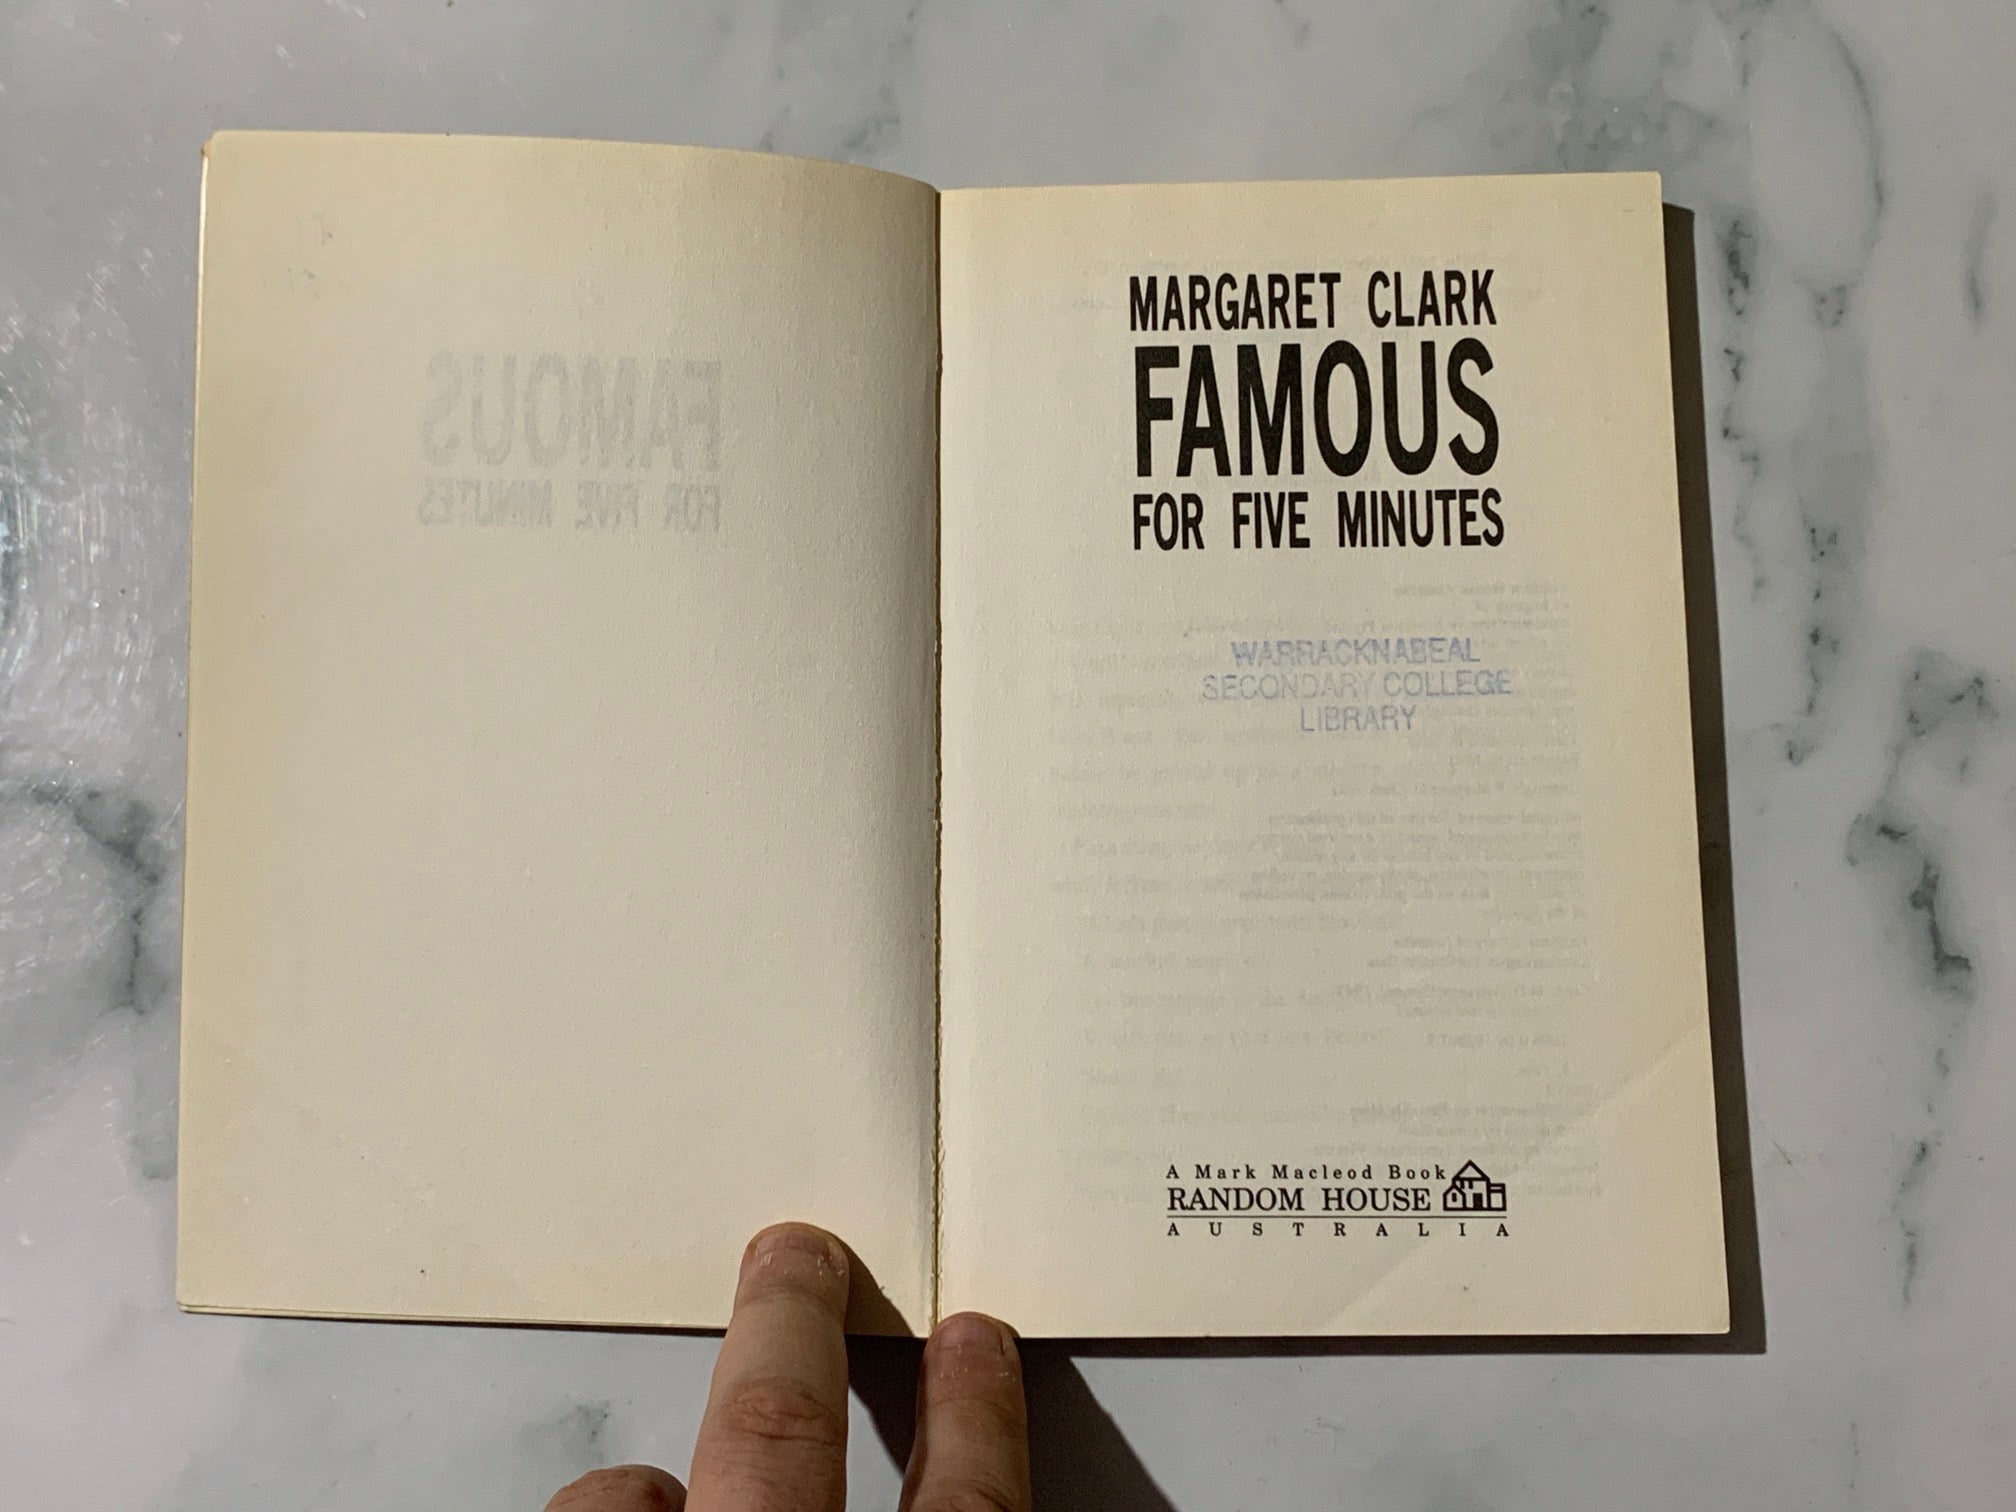 MARGARET CLARK
FAMOUS
FOR FIVE MINUTES
WARRACKNABEAL
SECONDARY COLLEGE
LIBRARY
A Mark Macleod Book
RANDOM HOUSE
AUSTRALIA